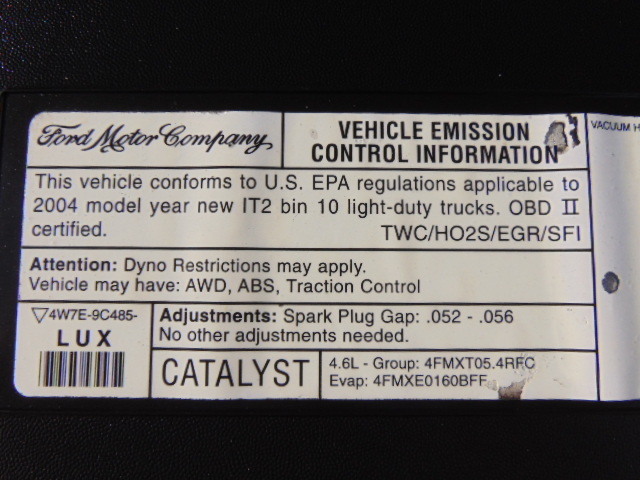 Ford Motor Company
VEHICLE EMISSION
CONTROL INFORMATION
VACUUM H
This vehicle conforms to U.S. EPA regulations applicable to
2004 model year new IT2 bin 10 light-duty trucks. OBD II
certified. TWC/HO2S/EGR/SFI
Attention: Dyno Restrictions may apply.
Vehicle may have: AWD, ABS, Traction Control
▽4W7E-9C485-
LUX
Adjustments: Spark Plug Gap: .052 - .056
No other adjustments needed.
CATALYST
4.6L - Group: 4FMXT05.4RFC
Evap: 4FMXE0160BFF